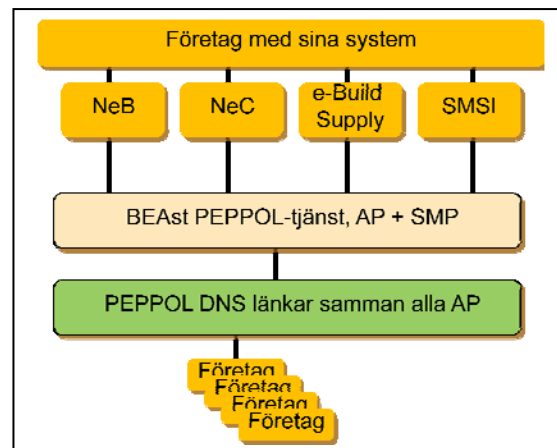 Företag med sina system
NeB
NeC
e-Build
Supply
SMSI
BEAst PEPPOL-tjänst, AP + SMP
PEPPOL DNS länkar samman alla AP
Företag
Företag
Företag
Företag